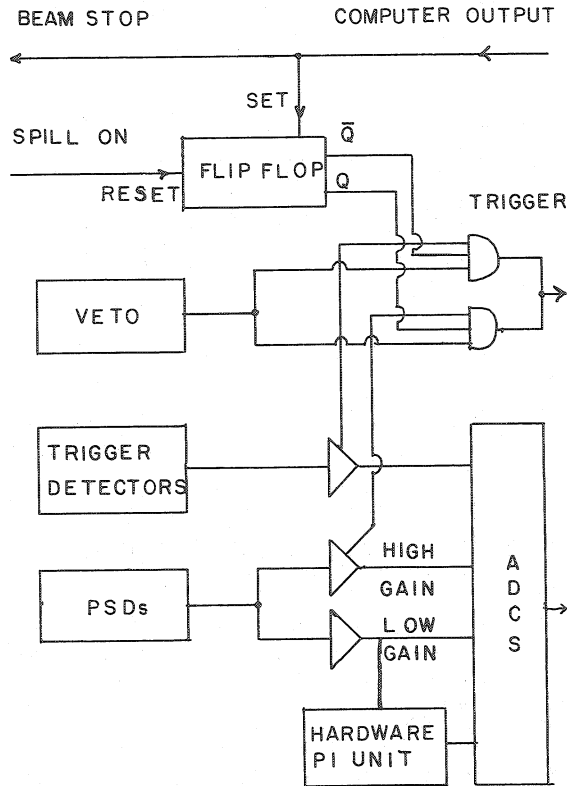 BEAM STOP
COMPUTER OUTPUT
SET
SPILL ON
RESET
FLIP FLOP
Q̅
Q
TRIGGER
VETO
TRIGGER
DETECTORS
PSDs
HIGH
GAIN
LOW
GAIN
HARDWARE
PI UNIT
A
D
C
S